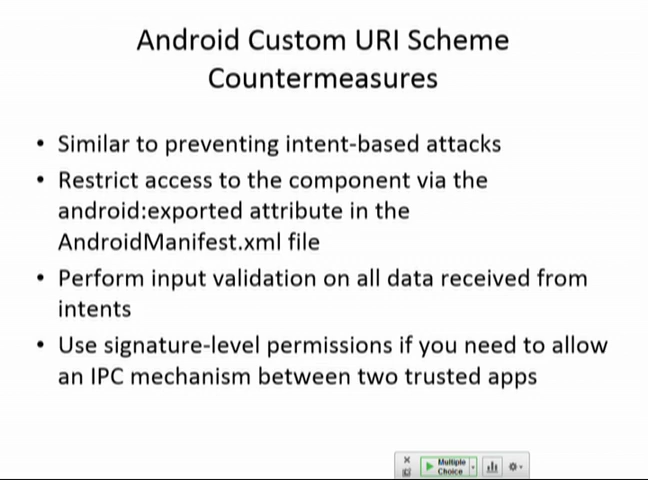 Android Custom URI Scheme
Countermeasures
• Similar to preventing intent-based attacks
• Restrict access to the component via the
android:exported attribute in the
AndroidManifest.xml file
• Perform input validation on all data received from
intents
• Use signature-level permissions if you need to allow
an IPC mechanism between two trusted apps
Multiple
Choice